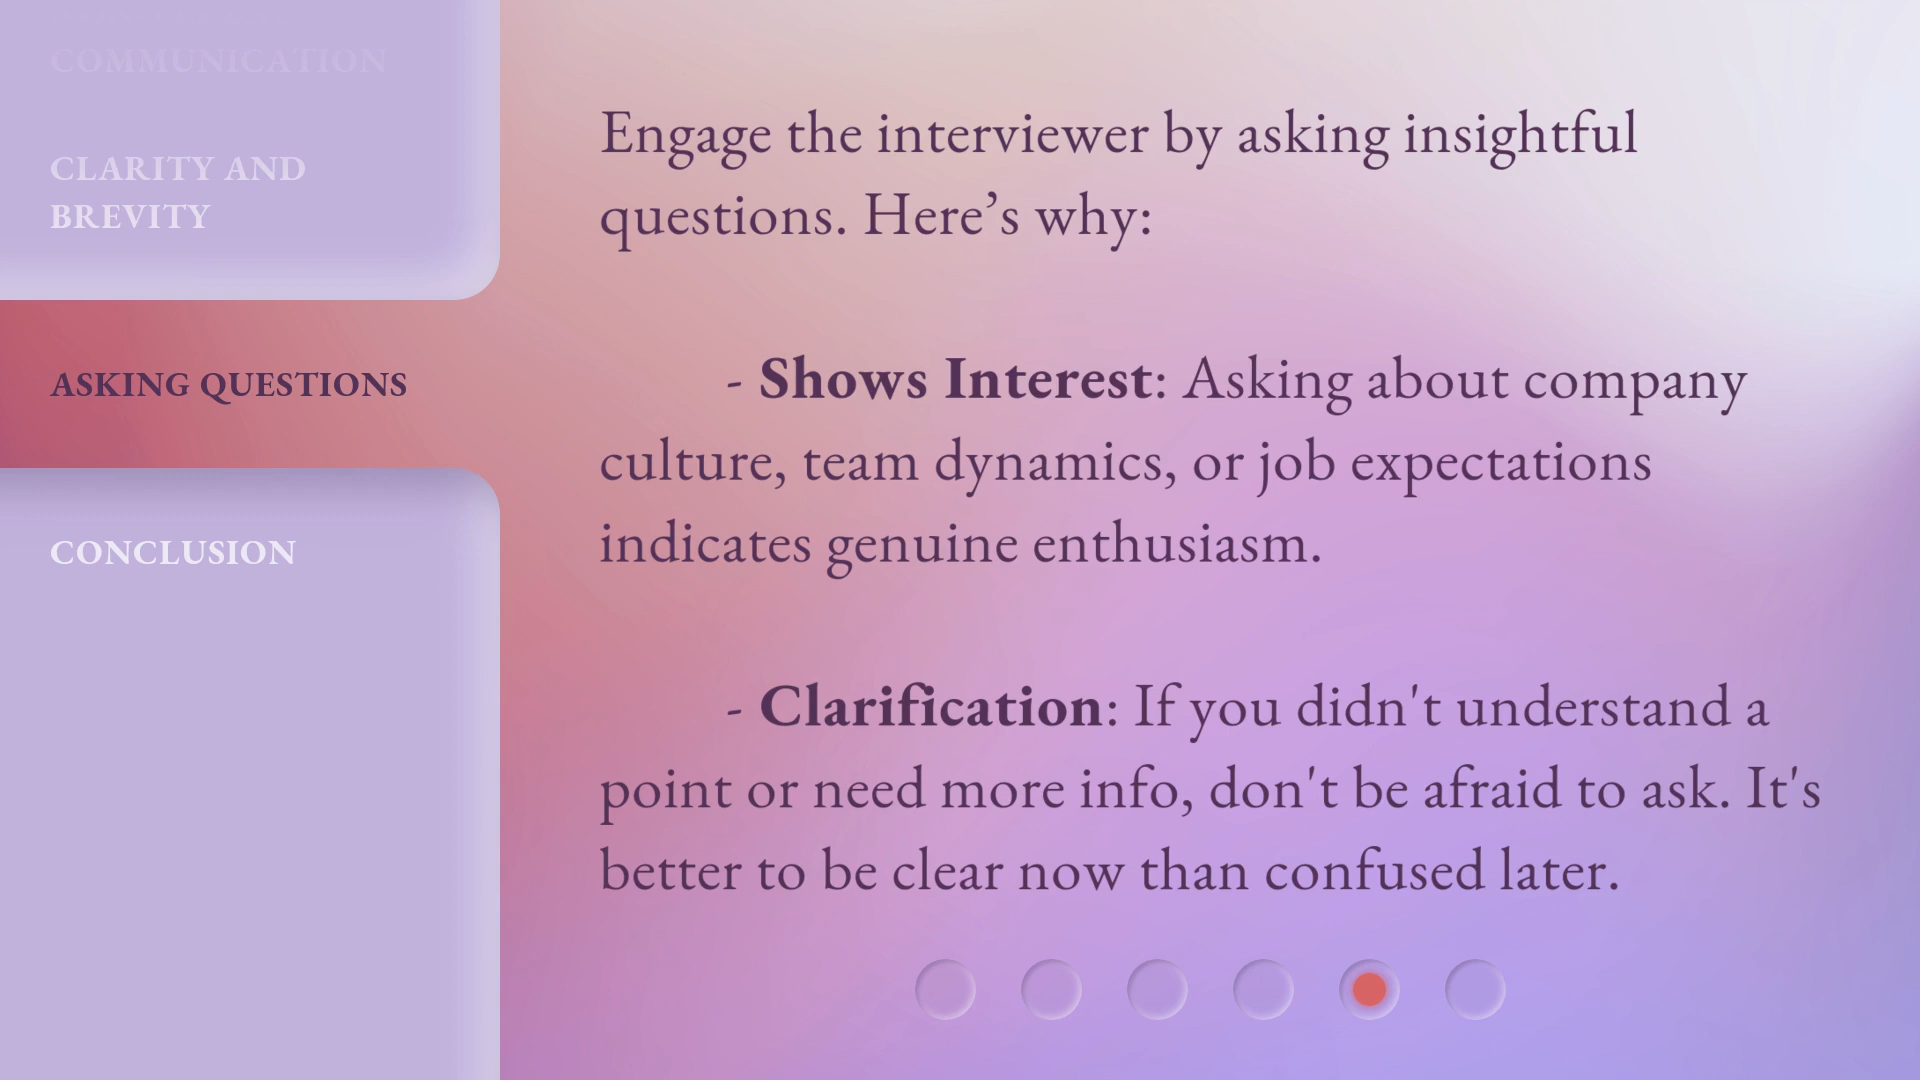 COMMUNICATION
CLARITY AND
BREVITY
ASKING QUESTIONS
CONCLUSION
Engage the interviewer by asking insightful
questions. Here’s why:
- Shows Interest: Asking about company
culture, team dynamics, or job expectations
indicates genuine enthusiasm.
- Clarification: If you didn't understand a
point or need more info, don't be afraid to ask. It's
better to be clear now than confused later.